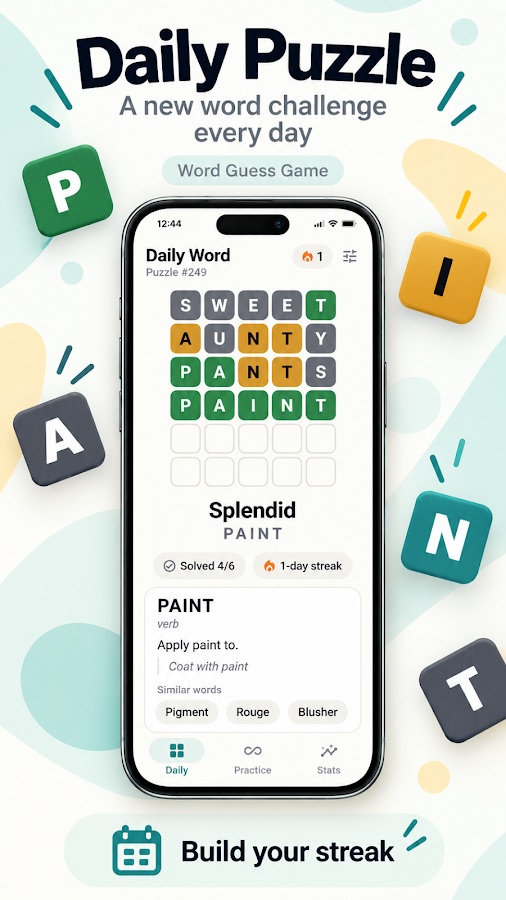 Daily Puzzle
A new word challenge
every day
Word Guess Game
P
I
A
N
T
12:44
Daily Word
1
Puzzle #249
S W E E T
A U N T Y
P A N T S
P A I N T
Splendid
PAINT
Solved 4/6
1-day streak
PAINT
verb
Apply paint to.
Coat with paint
Similar words
Pigment
Rouge
Blusher
Daily
Practice
Stats
Build your streak